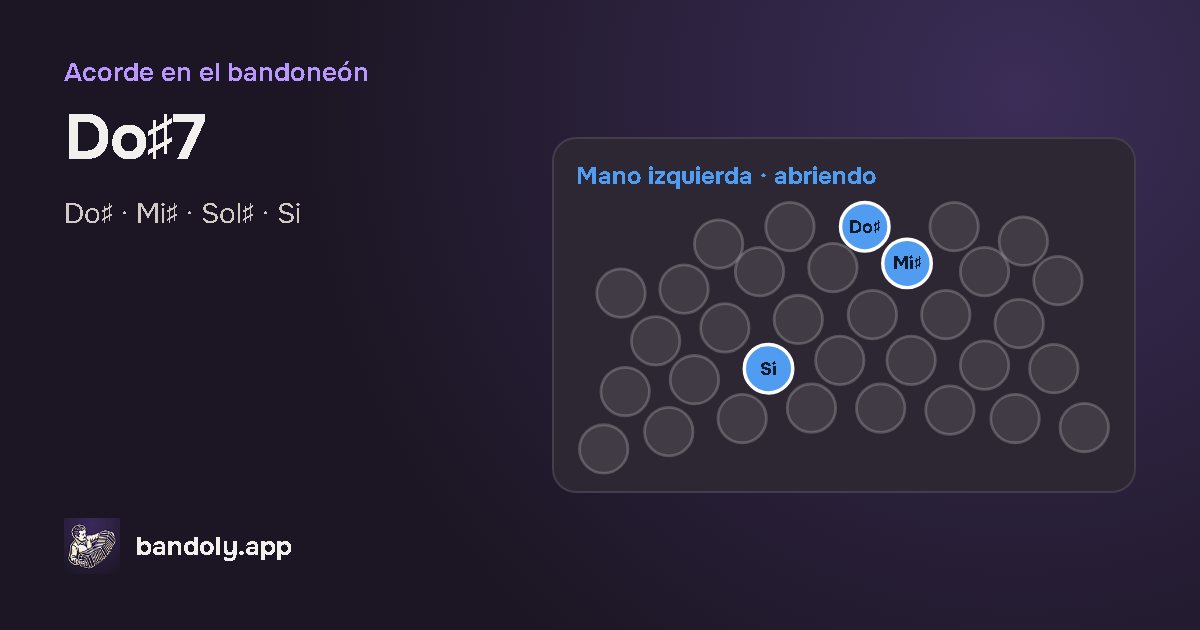 Acorde en el bandoneón
Do♯7
Do♯ · Mi♯ · Sol♯ · Si
Mano izquierda · abriendo
Do♯
Mi♯
Si
bandoly.app